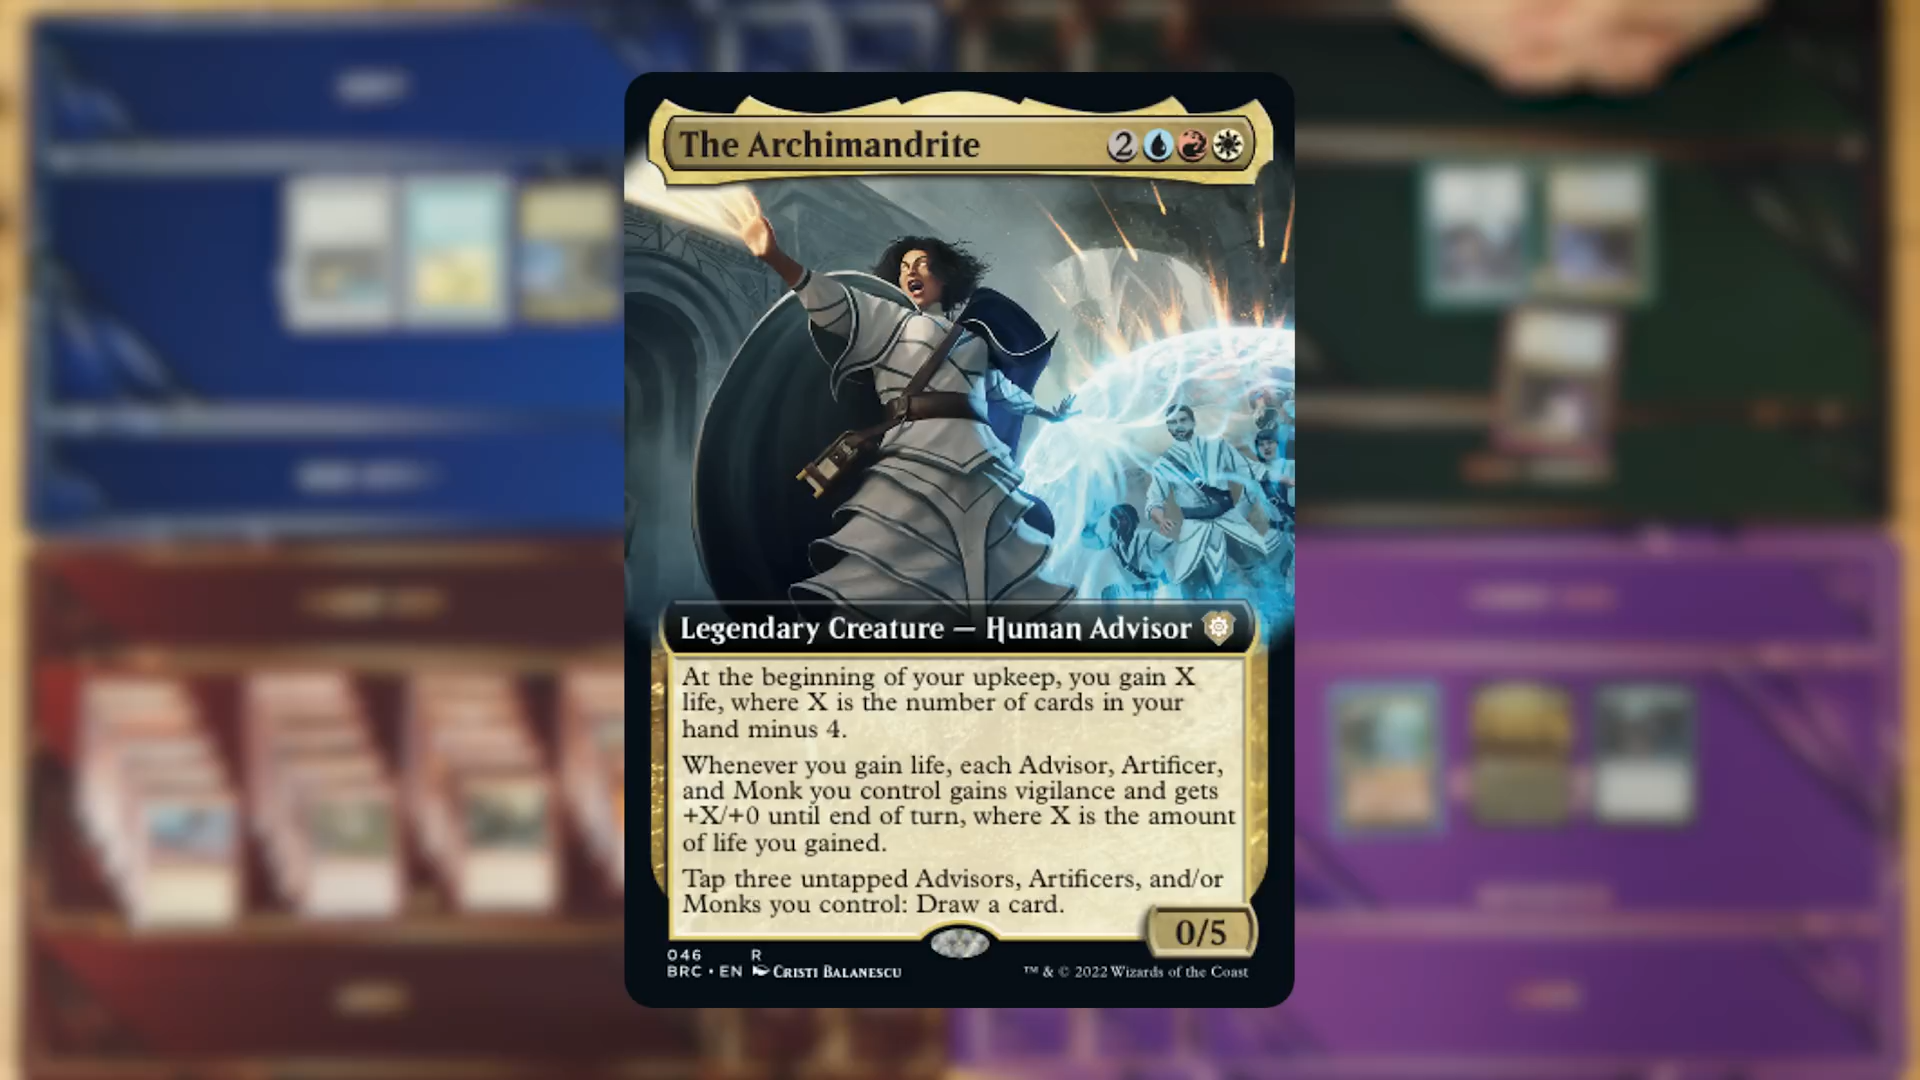 The Archimandrite
2
Legendary Creature — Human Advisor
At the beginning of your upkeep, you gain X
life, where X is the number of cards in your
hand minus 4.
Whenever you gain life, each Advisor, Artificer,
and Monk you control gains vigilance and gets
+X/+0 until end of turn, where X is the amount
of life you gained.
Tap three untapped Advisors, Artificers, and/or
Monks you control: Draw a card.
0/5
046 R
BRC • EN CRISTI BALANESCU
™ & © 2022 Wizards of the Coast